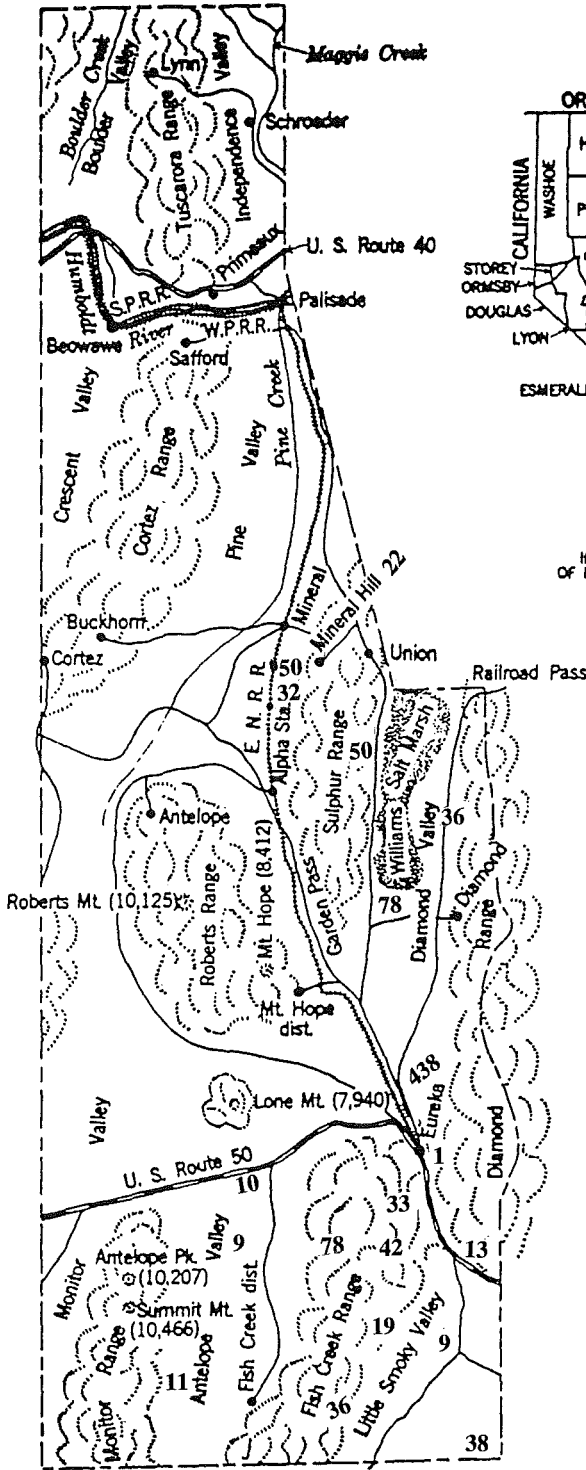 Maggie Creek
Boulder Creek
Boulder
Valley
Lynn
Valley
Schroeder
Tuscarora Range
Independence
OR
CALIFORNIA
WASHOE
STOREY
ORMSBY
DOUGLAS
LYON
ESMERAL
U. S. Route 40
Primeaux
Humboldt
S.P.R.R.
Palisade
Beowawe
River
W.P.R.R.
Safford
Crescent
Valley
Cortez
Range
Pine
Valley
Pine
Creek
OF
Buckhorn
Mineral
Mineral Hill 22
Cortez
Union
Railroad Pass
E N R R
50
32
Alpha Sta.
Sulphur Range
50
Williams Salt Marsh
36
Antelope
Roberts Mt. (10,125)
Roberts Range
Mt. Hope (8,412)
Garden Pass
78
Diamond
Valley
Diamond
Range
Mt. Hope
dist.
438
Lone Mt. (7,940)
Eureka
Diamond
Valley
U. S. Route 50
10
1
33
13
Monitor
Antelope Pk.
(10,207)
Valley
9
78
42
Summit Mt.
(10,466)
Fish Creek dist.
Fish Creek Range
19
Little Smoky Valley
9
Monitor Range
11
Antelope
36
38